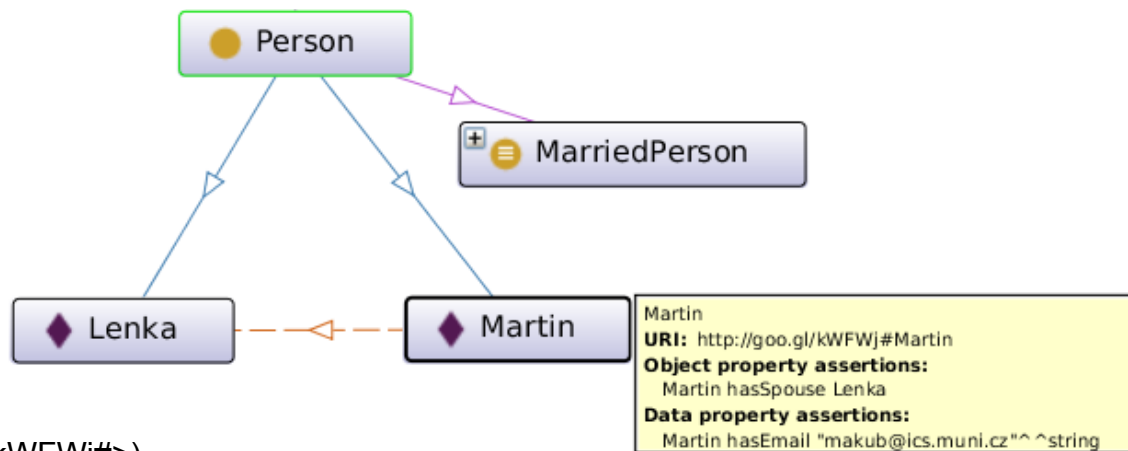 Person
MarriedPerson
Lenka
Martin
Martin
URI: http://goo.gl/kWFWj#Martin
Object property assertions:
Martin hasSpouse Lenka
Data property assertions:
Martin hasEmail "makub@ics.muni.cz"^^string